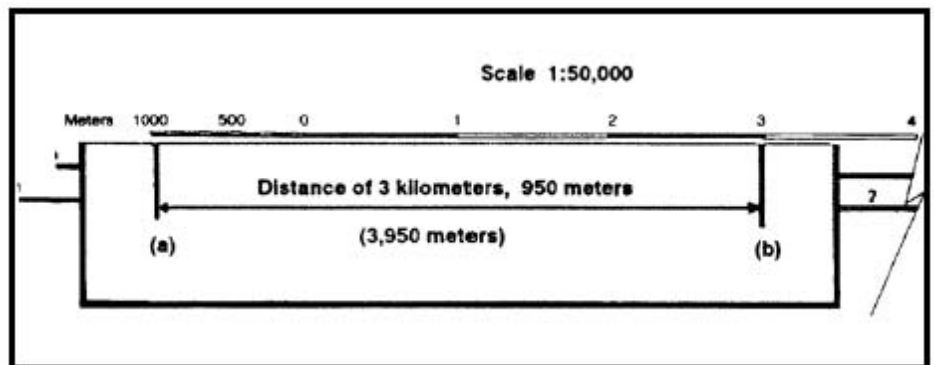 Scale 1:50,000
Meters 1000 500 0 1 2 3 4
Distance of 3 kilometers, 950 meters
?
(3,950 meters)
(a) (b)